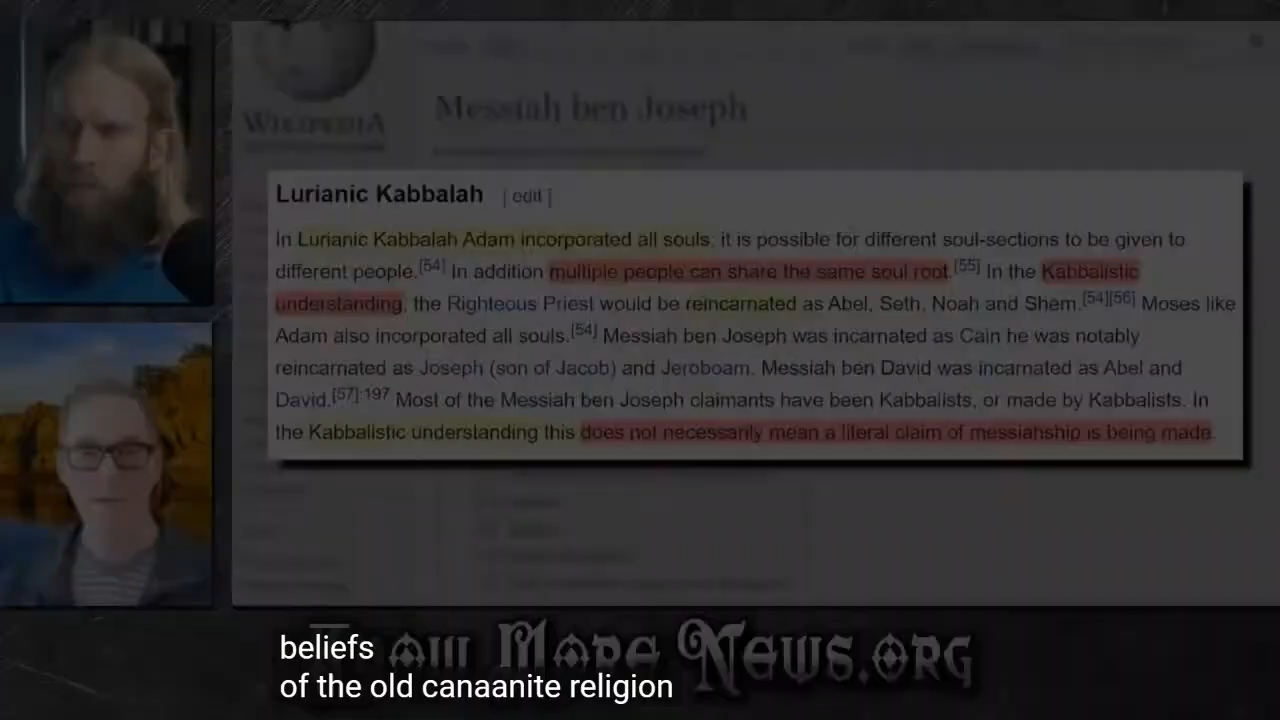 WIKIPEDIA
Messiah ben Joseph
Lurianic Kabbalah [ edit ]
In Lurianic Kabbalah Adam incorporated all souls; it is possible for different soul-sections to be given to
different people.[54] In addition multiple people can share the same soul root.[55] In the Kabbalistic
understanding, the Righteous Priest would be reincarnated as Abel, Seth, Noah and Shem.[54][56] Moses like
Adam also incorporated all souls.[54] Messiah ben Joseph was incarnated as Cain he was notably
reincarnated as Joseph (son of Jacob) and Jeroboam. Messiah ben David was incarnated as Abel and
David.[57]:197 Most of the Messiah ben Joseph claimants have been Kabbalists, or made by Kabbalists. In
the Kabbalistic understanding this does not necessarily mean a literal claim of messiahship is being made.
More News.org
beliefs
of the old canaanite religion